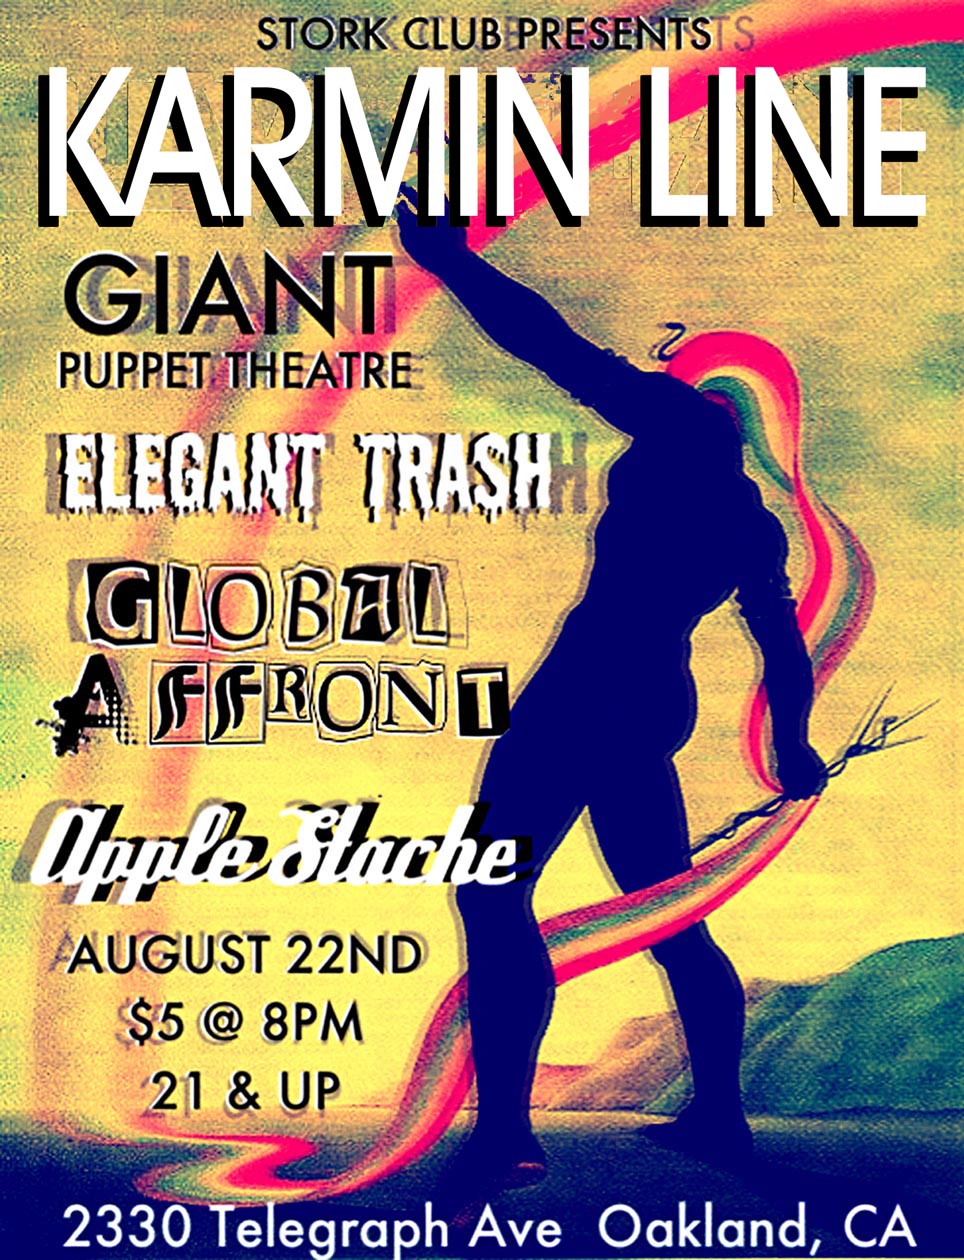 STORK CLUB PRESENTS
KARMIN LINE
GIANT
PUPPET THEATRE
ELEGANT TRASH
GLOBAL
AFFRONT
Apple Stache
AUGUST 22ND
$5 @ 8PM
21 & UP
2330 Telegraph Ave Oakland, CA